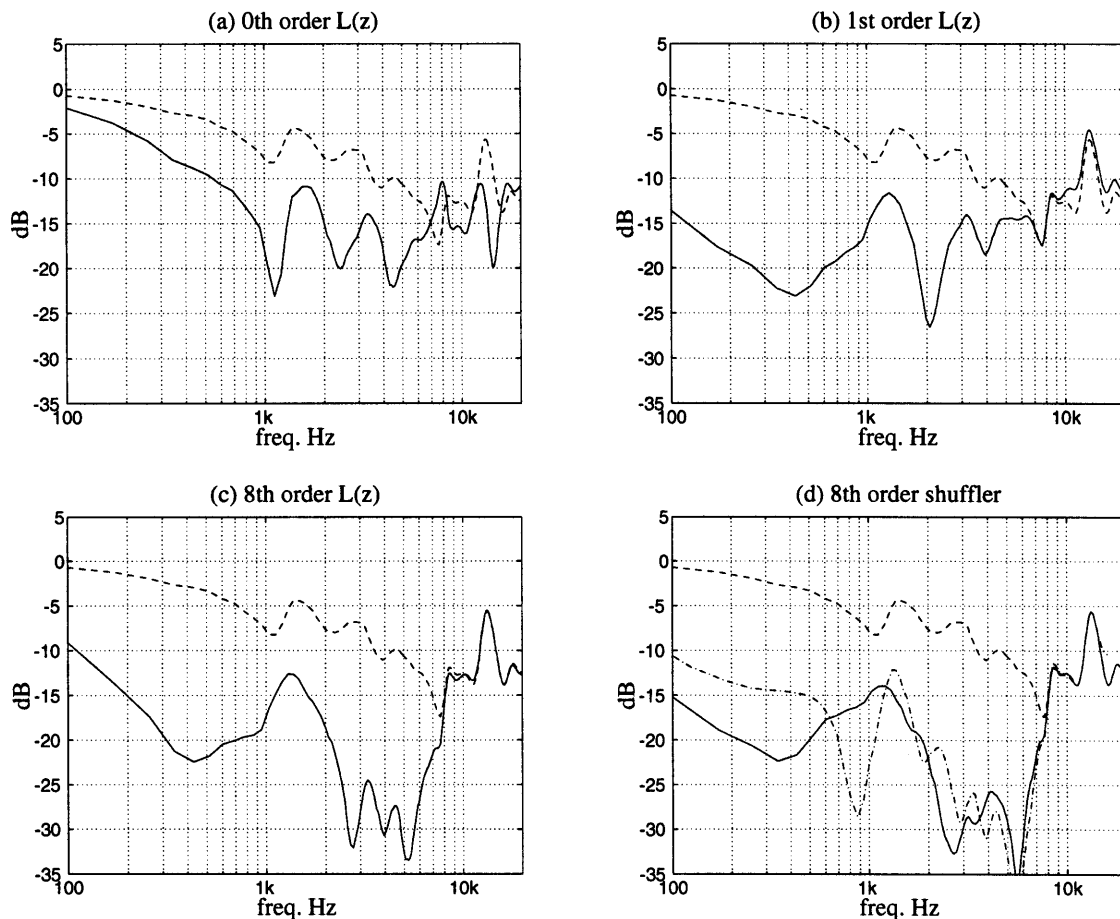 (a) 0th order L(z)
5
0
-5
-10
-15
-20
-25
-30
-35
dB
100
1k
10k
freq. Hz
(b) 1st order L(z)
5
0
-5
-10
-15
-20
-25
-30
-35
dB
100
1k
10k
freq. Hz
(c) 8th order L(z)
5
0
-5
-10
-15
-20
-25
-30
-35
dB
100
1k
10k
freq. Hz
(d) 8th order shuffler
5
0
-5
-10
-15
-20
-25
-30
-35
dB
100
1k
10k
freq. Hz